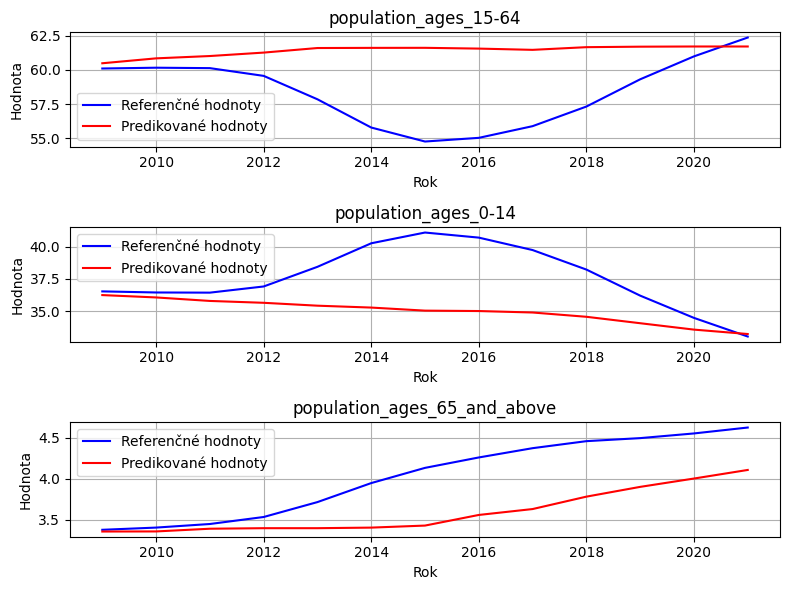 population_ages_15-64
62.5
60.0
57.5
55.0
Hodnota
Referenčné hodnoty
Predikované hodnoty
2010 2012 2014 2016 2018 2020
Rok
population_ages_0-14
40.0
37.5
35.0
Hodnota
Referenčné hodnoty
Predikované hodnoty
2010 2012 2014 2016 2018 2020
Rok
population_ages_65_and_above
4.5
4.0
3.5
Hodnota
Referenčné hodnoty
Predikované hodnoty
2010 2012 2014 2016 2018 2020
Rok